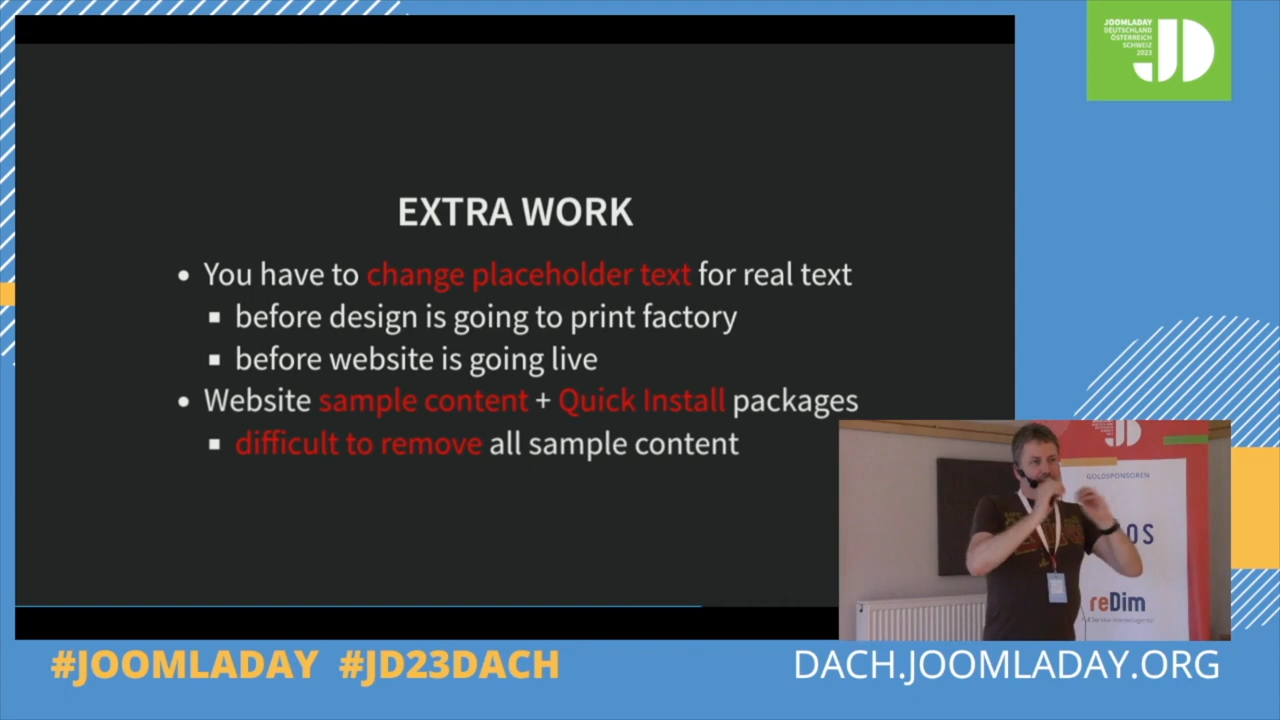 JOOMLADAY
DEUTSCHLAND
ÖSTERREICH
SCHWEIZ
2023
JD
EXTRA WORK
• You have to change placeholder text for real text
▪ before design is going to print factory
▪ before website is going live
• Website sample content + Quick Install packages
▪ difficult to remove all sample content
GOLDSPONSOREN
OS
reDim
#JOOMLADAY #JD23DACH
DACH.JOOMLADAY.ORG